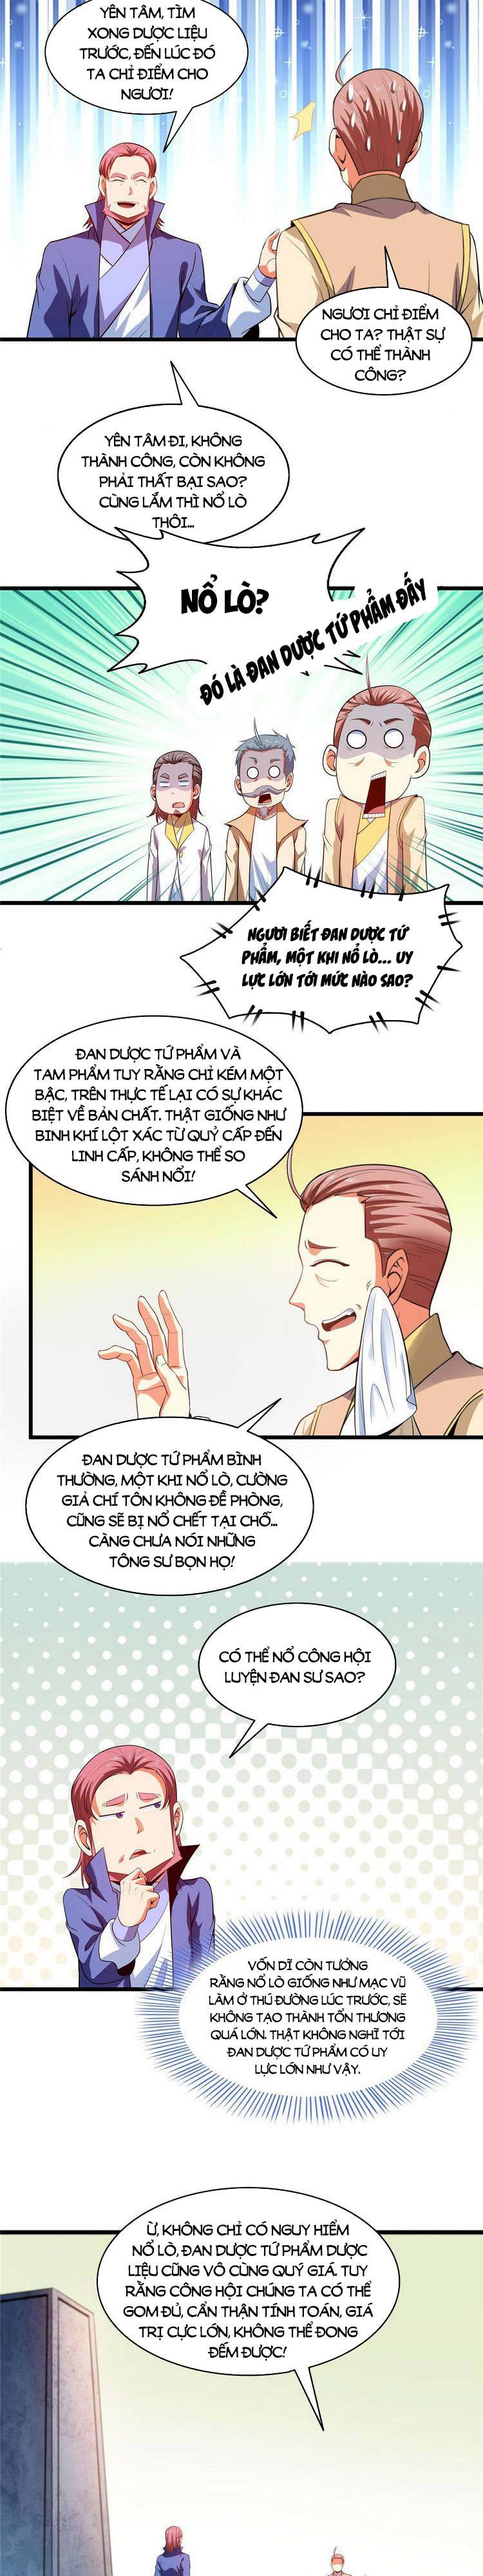 YÊN TÂM, TÌM
XONG DƯỢC LIỆU
TRƯỚC, ĐẾN LÚC ĐÓ
TA CHỈ ĐIỂM CHO
NGƯƠI!
NGƯƠI CHỈ ĐIỂM
CHO TA? THẬT SỰ
CÓ THỂ THÀNH
CÔNG?
YÊN TÂM ĐI, KHÔNG
THÀNH CÔNG, CÒN KHÔNG
PHẢI THẤT BẠI SAO?
CÙNG LẮM THÌ NỔ LÒ
THÔI...
NỔ LÒ?
ĐÓ LÀ ĐAN DƯỢC TỨ PHẨM ĐẤY
NGƯƠI BIẾT ĐAN DƯỢC TỨ
PHẨM, MỘT KHI NỔ LÒ... UY
LỰC LỚN TỚI MỨC NÀO SAO?
ĐAN DƯỢC TỨ PHẨM VÀ
TAM PHẨM TUY RẰNG CHỈ KÉM MỘT
BẬC, TRÊN THỰC TẾ LẠI CÓ SỰ KHÁC
BIỆT VỀ BẢN CHẤT. THẬT GIỐNG NHƯ
BINH KHÍ LỘT XÁC TỪ QUỶ CẤP ĐẾN
LINH CẤP, KHÔNG THỂ SO
SÁNH NỔI!
ĐAN DƯỢC TỨ PHẨM BÌNH
THƯỜNG, MỘT KHI NỔ LÒ, CƯỜNG
GIẢ CHÍ TÔN KHÔNG ĐỀ PHÒNG,
CŨNG SẼ BỊ NỔ CHẾT TẠI CHỖ...
CÀNG CHƯA NÓI NHỮNG
TÔNG SƯ BỌN HỌ!
CÓ THỂ NỔ CÔNG HỘI
LUYỆN ĐAN SƯ SAO?
VỐN DĨ CÒN TƯỞNG
RẰNG NỔ LÒ GIỐNG NHƯ MẠC VŨ
LÀM Ở THÚ ĐƯỜNG LÚC TRƯỚC, SẼ
KHÔNG TẠO THÀNH TỔN THƯƠNG
QUÁ LỚN. THẬT KHÔNG NGHĨ TỚI
ĐAN DƯỢC TỨ PHẨM CÓ UY
LỰC LỚN NHƯ VẬY.
Ừ, KHÔNG CHỈ CÓ NGUY HIỂM
NỔ LÒ, ĐAN DƯỢC TỨ PHẨM DƯỢC
LIỆU CŨNG VÔ CÙNG QUÝ GIÁ. TUY
RẰNG CÔNG HỘI CHÚNG TA CÓ THỂ
GOM ĐỦ, CẨN THẬN TÍNH TOÁN, GIÁ
TRỊ CỰC LỚN, KHÔNG THỂ ĐONG
ĐẾM ĐƯỢC!